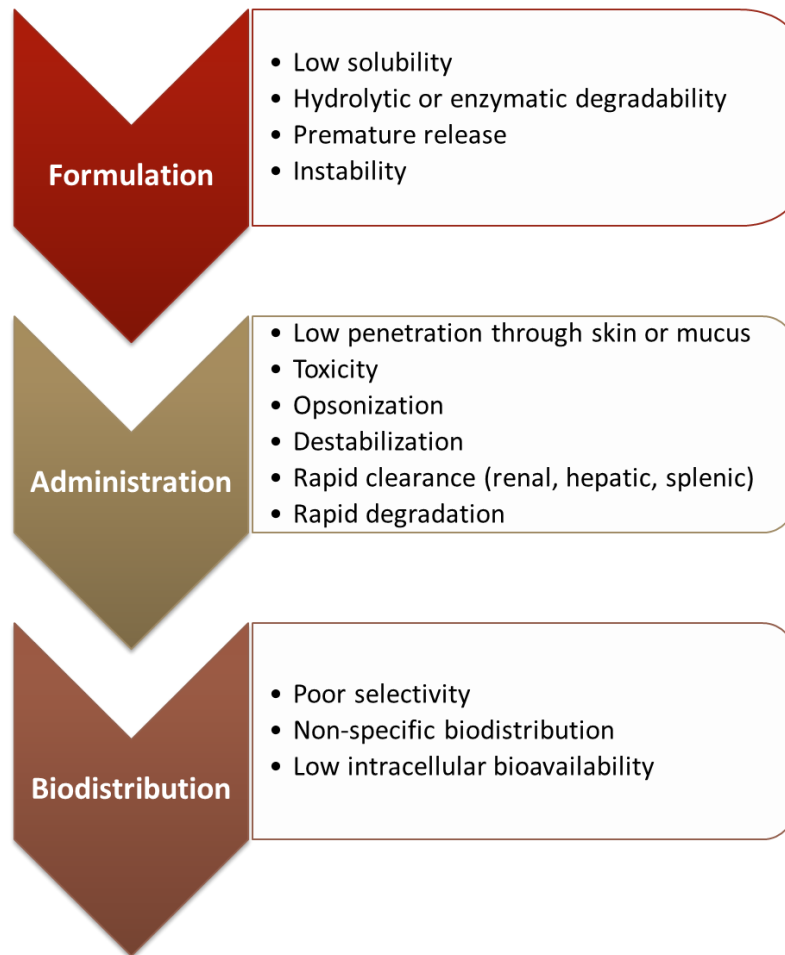 Formulation
• Low solubility
• Hydrolytic or enzymatic degradability
• Premature release
• Instability
Administration
• Low penetration through skin or mucus
• Toxicity
• Opsonization
• Destabilization
• Rapid clearance (renal, hepatic, splenic)
• Rapid degradation
Biodistribution
• Poor selectivity
• Non-specific biodistribution
• Low intracellular bioavailability